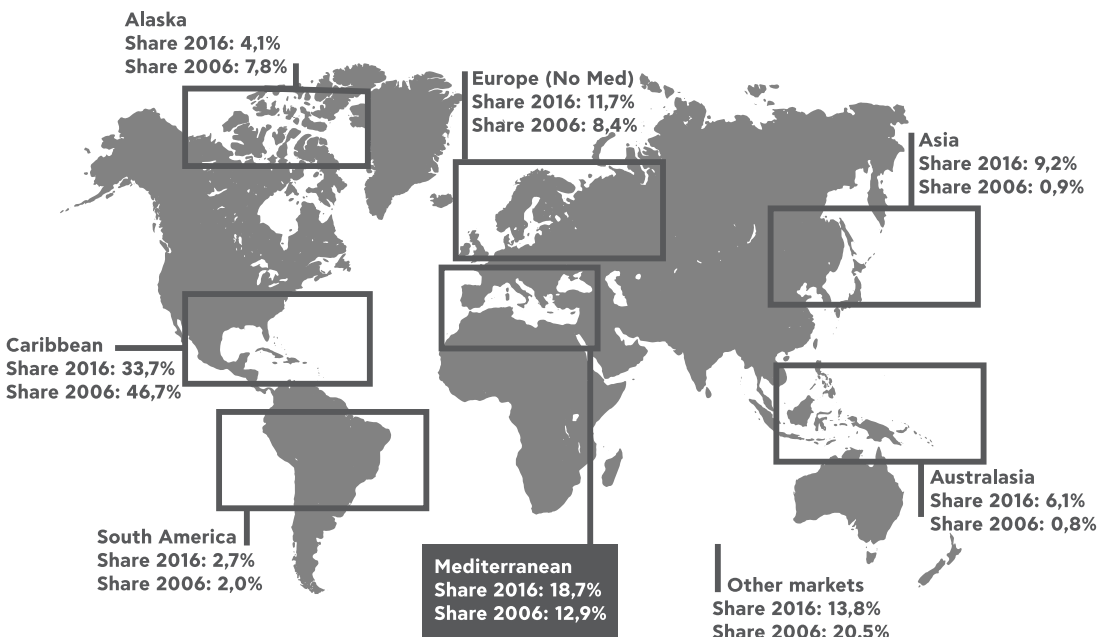 Alaska
Share 2016: 4,1%
Share 2006: 7,8%
Europe (No Med)
Share 2016: 11,7%
Share 2006: 8,4%
Asia
Share 2016: 9,2%
Share 2006: 0,9%
Caribbean
Share 2016: 33,7%
Share 2006: 46,7%
South America
Share 2016: 2,7%
Share 2006: 2,0%
Mediterranean
Share 2016: 18,7%
Share 2006: 12,9%
Australasia
Share 2016: 6,1%
Share 2006: 0,8%
Other markets
Share 2016: 13,8%
Share 2006: 20,5%